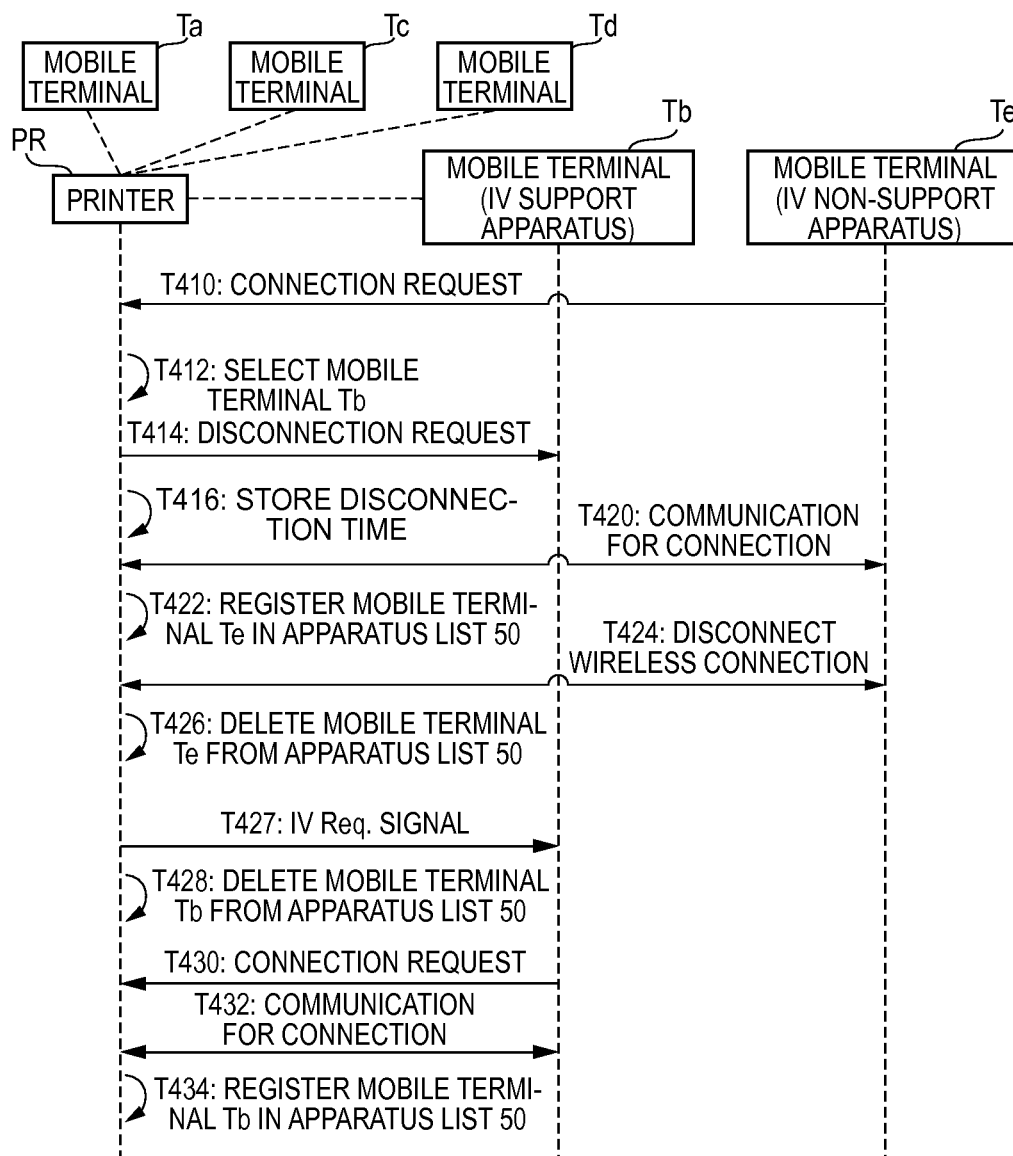 Ta
Tc
Td
MOBILE
TERMINAL
MOBILE
TERMINAL
MOBILE
TERMINAL
PR
Tb
Te
PRINTER
MOBILE TERMINAL
(IV SUPPORT
APPARATUS)
MOBILE TERMINAL
(IV NON-SUPPORT
APPARATUS)
T410: CONNECTION REQUEST
T412: SELECT MOBILE
TERMINAL Tb
T414: DISCONNECTION REQUEST
T416: STORE DISCONNEC-
TION TIME
T420: COMMUNICATION
FOR CONNECTION
T422: REGISTER MOBILE TERMI-
NAL Te IN APPARATUS LIST 50
T424: DISCONNECT
WIRELESS CONNECTION
T426: DELETE MOBILE TERMINAL
Te FROM APPARATUS LIST 50
T427: IV Req. SIGNAL
T428: DELETE MOBILE TERMINAL
Tb FROM APPARATUS LIST 50
T430: CONNECTION REQUEST
T432: COMMUNICATION
FOR CONNECTION
T434: REGISTER MOBILE TERMI-
NAL Tb IN APPARATUS LIST 50